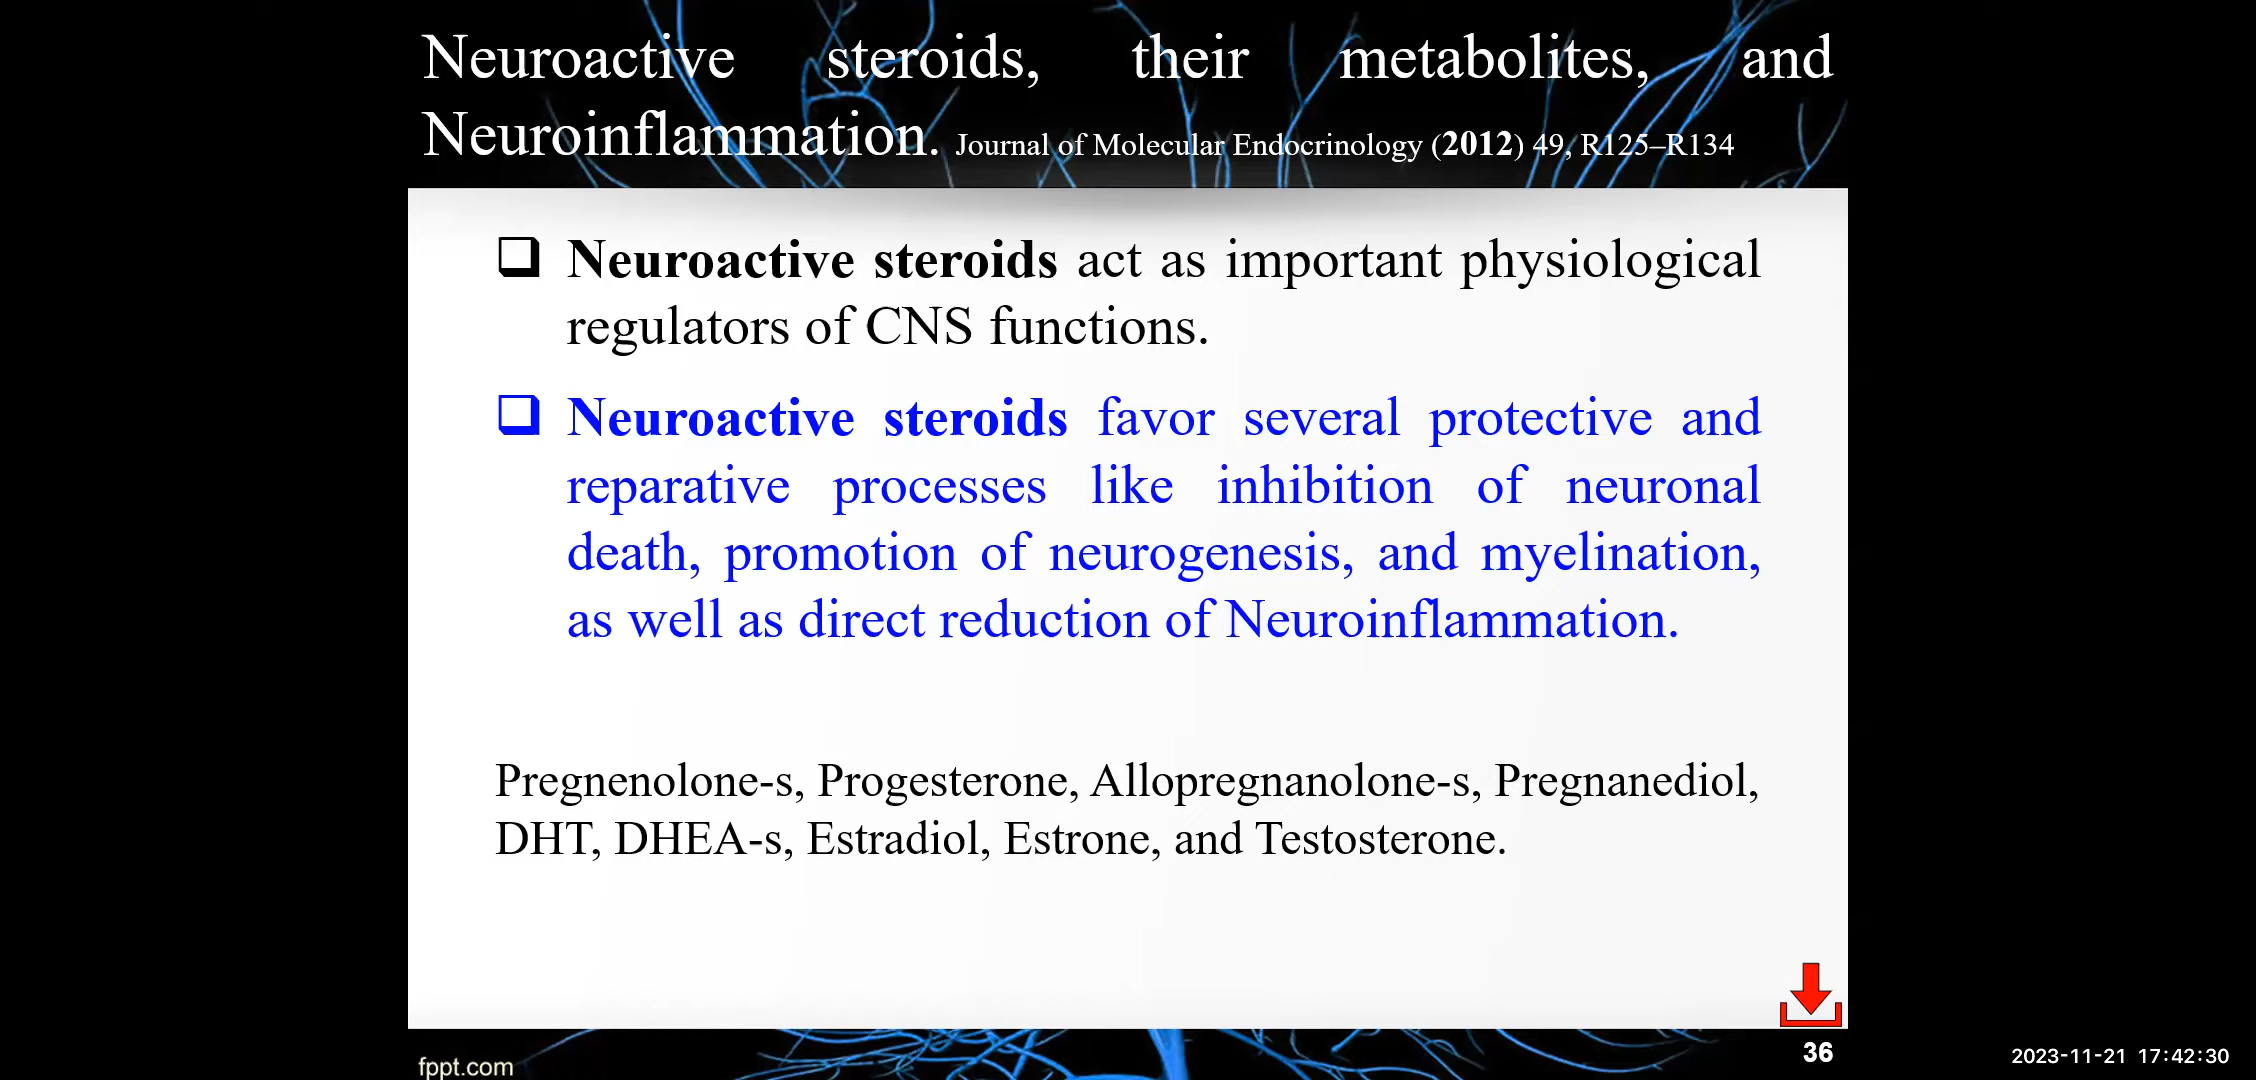 Neuroactive steroids, their metabolites, and
Neuroinflammation. Journal of Molecular Endocrinology (2012) 49, R125–R134
❑ Neuroactive steroids act as important physiological
regulators of CNS functions.
❑ Neuroactive steroids favor several protective and
reparative processes like inhibition of neuronal
death, promotion of neurogenesis, and myelination,
as well as direct reduction of Neuroinflammation.
Pregnenolone-s, Progesterone, Allopregnanolone-s, Pregnanediol,
DHT, DHEA-s, Estradiol, Estrone, and Testosterone.
fppt.com
36
2023-11-21 17:42:30